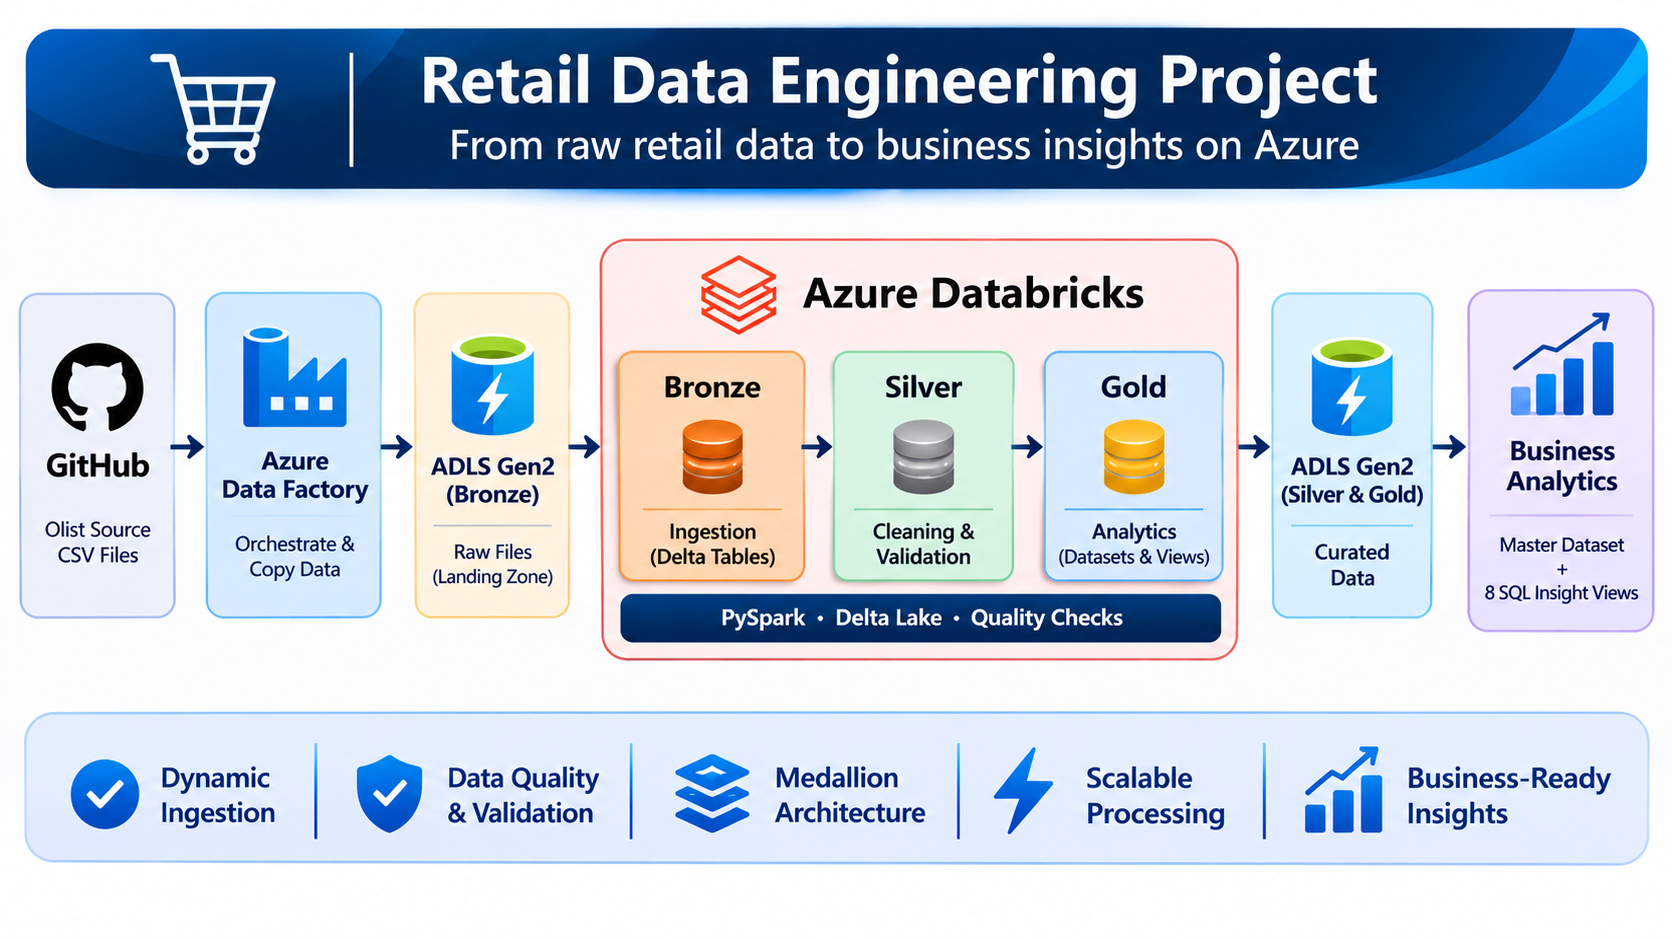 Retail Data Engineering Project
From raw retail data to business insights on Azure
GitHub
Olist Source
CSV Files
Azure
Data Factory
Orchestrate &
Copy Data
ADLS Gen2
(Bronze)
Raw Files
(Landing Zone)
Azure Databricks
Bronze
Ingestion
(Delta Tables)
Silver
Cleaning &
Validation
Gold
Analytics
(Datasets & Views)
PySpark • Delta Lake • Quality Checks
ADLS Gen2
(Silver & Gold)
Curated
Data
Business
Analytics
Master Dataset
+
8 SQL Insight Views
Dynamic
Ingestion
Data Quality
& Validation
Medallion
Architecture
Scalable
Processing
Business-Ready
Insights